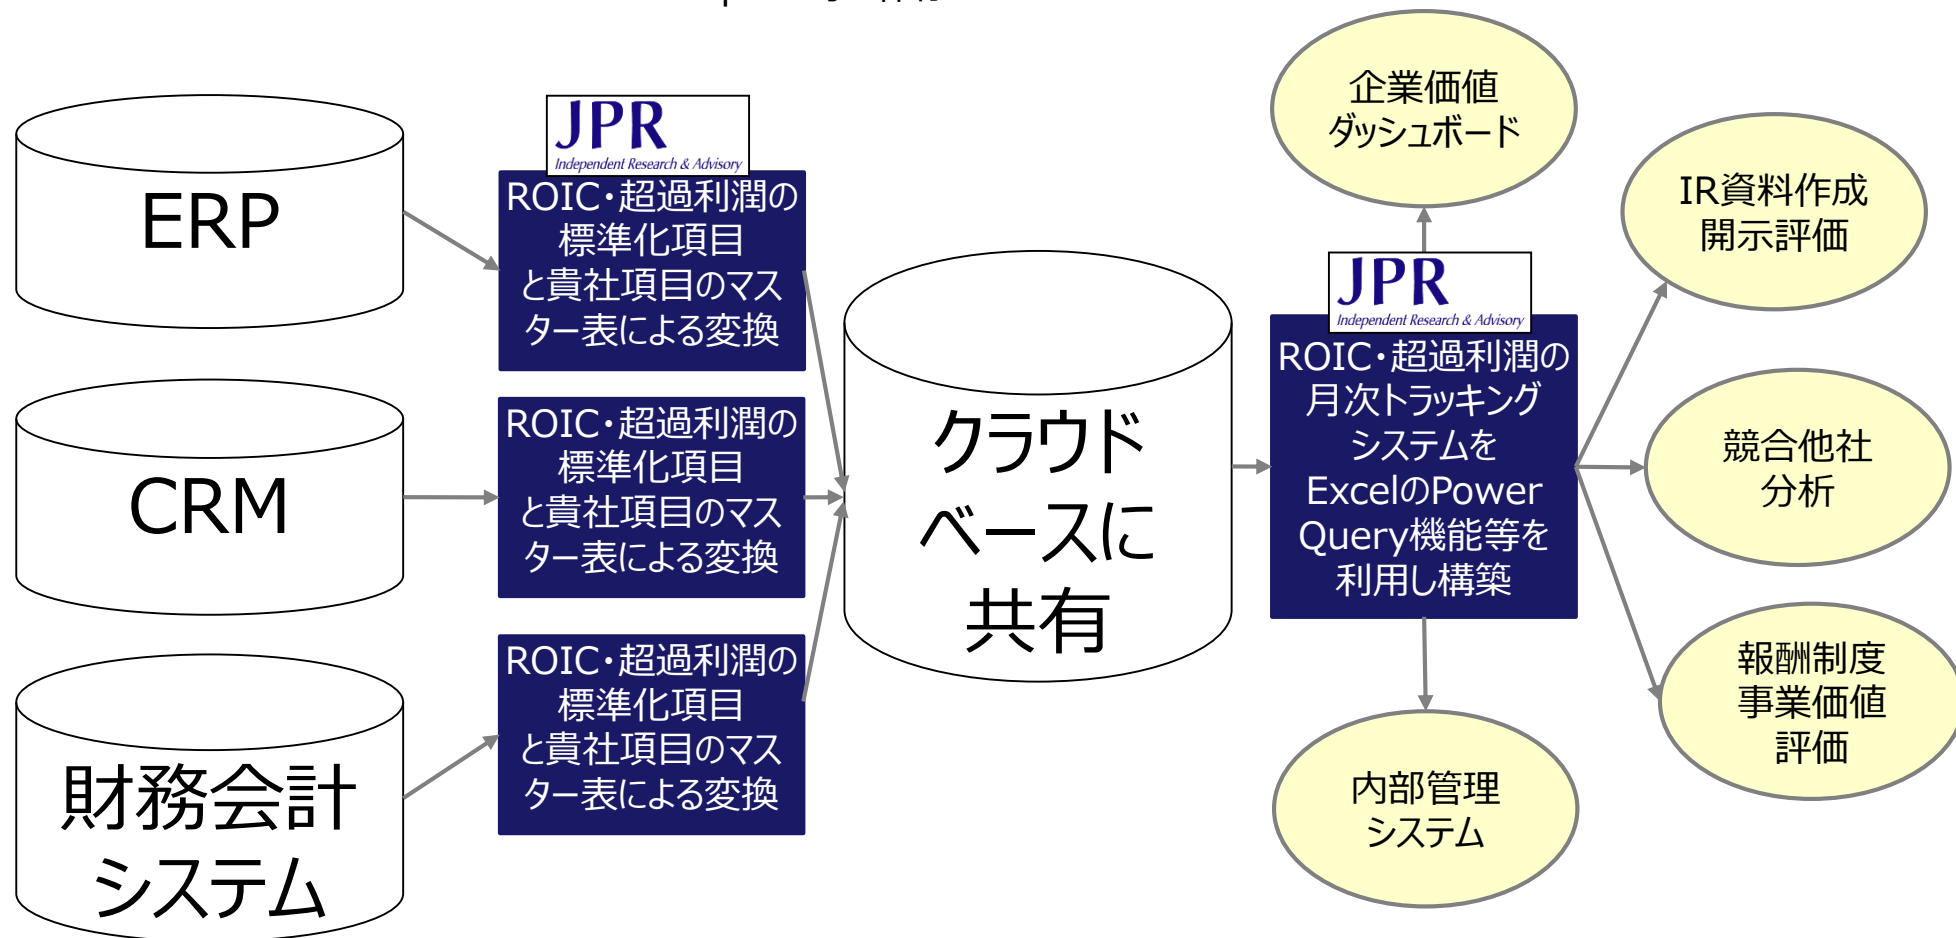 ERP
CRM
財務会計
システム
JPR
Independent Research & Advisory
ROIC・超過利潤の
標準化項目
と貴社項目のマス
ター表による変換
ROIC・超過利潤の
標準化項目
と貴社項目のマス
ター表による変換
ROIC・超過利潤の
標準化項目
と貴社項目のマス
ター表による変換
クラウド
ベースに
共有
JPR
Independent Research & Advisory
ROIC・超過利潤の
月次トラッキング
システムを
ExcelのPower
Query機能等を
利用し構築
企業価値
ダッシュボード
IR資料作成
開示評価
競合他社
分析
報酬制度
事業価値
評価
内部管理
システム